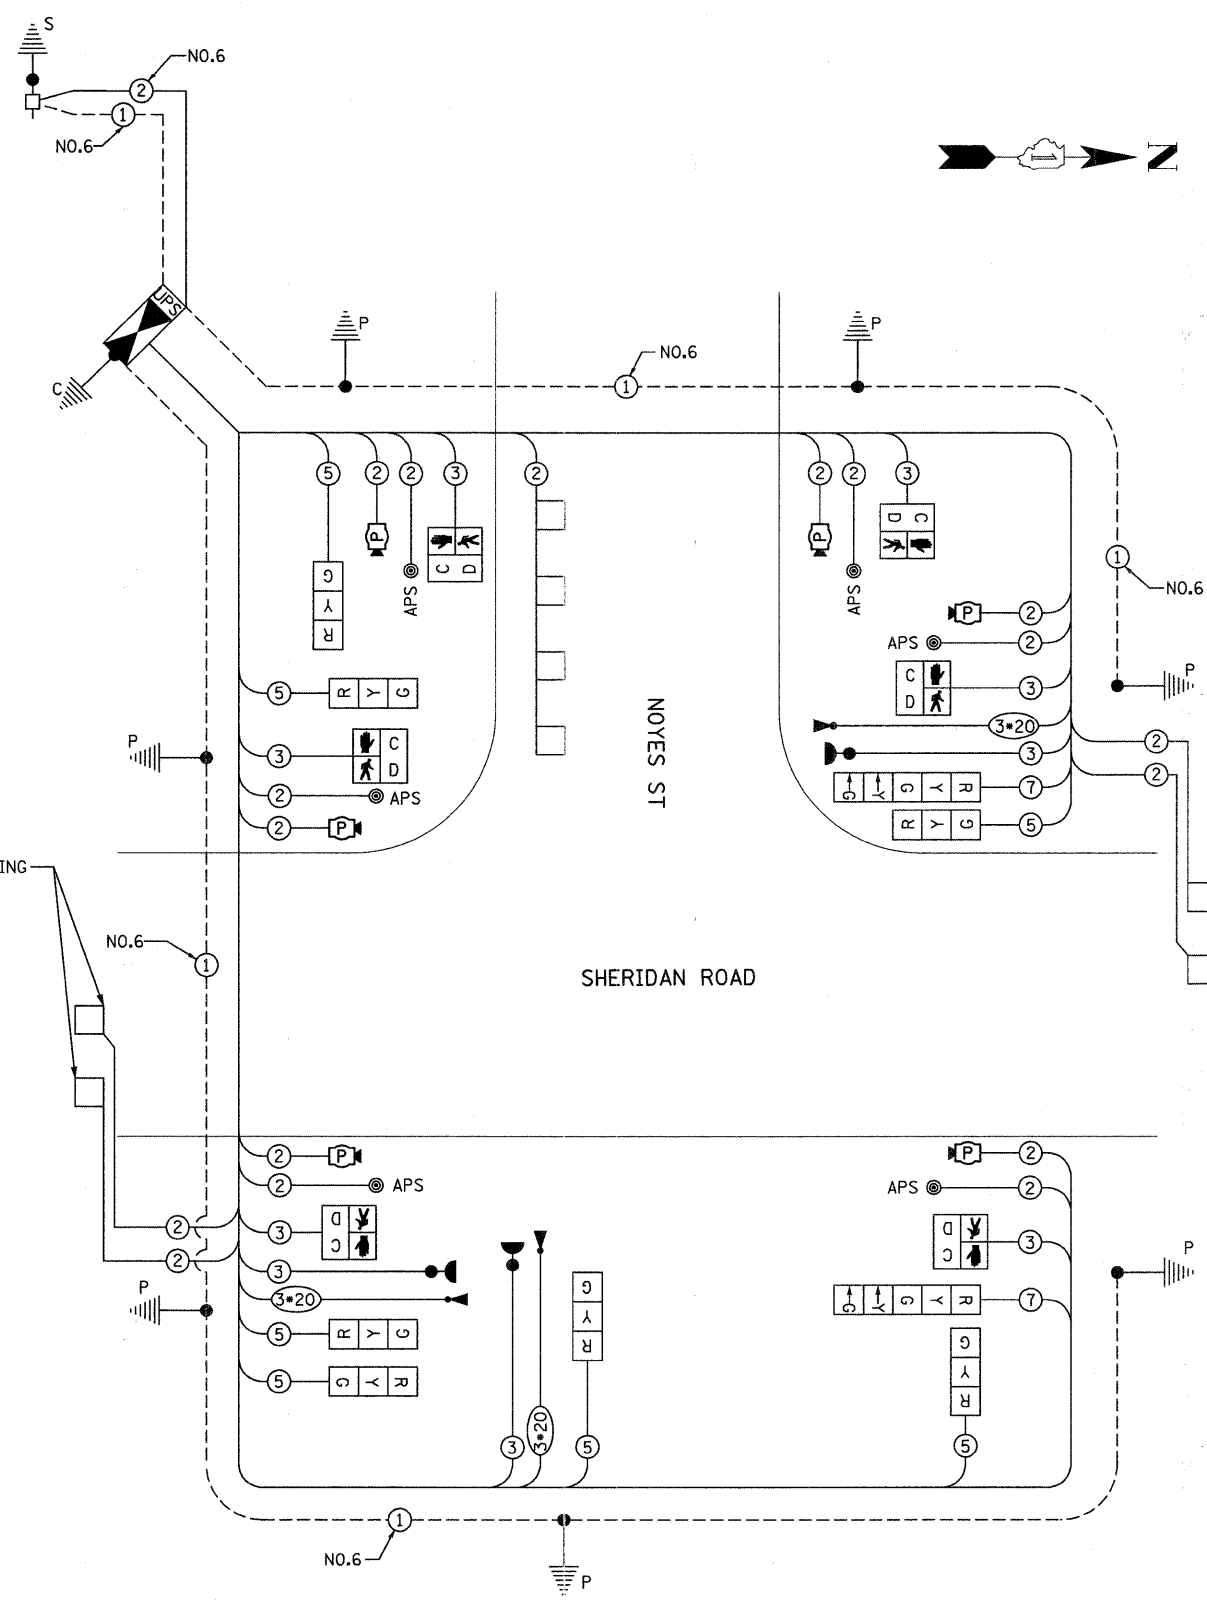 S
2 NO.6
1
NO.6
N
UPS
C
P
P
1 NO.6
5 2 2 3 2
2 2 3
P
C D
G Y R
APS
P
D C
APS
1 NO.6
P 2
APS 2
C D 3
3*20
3
G Y G Y R 7
R Y G 5
2
2
P
5 R Y G
3 C D
2 APS
2 P
P
NOYES ST
ING
NO.6
1
SHERIDAN ROAD
2 P
2 APS
3 D C
3
3*20
5 R Y G
5 G Y R
2
2
P
G Y R
3 3*20 5
P 2
APS 2
D C 3
G Y G Y R 7
G Y R
5
P
1
NO.6
P